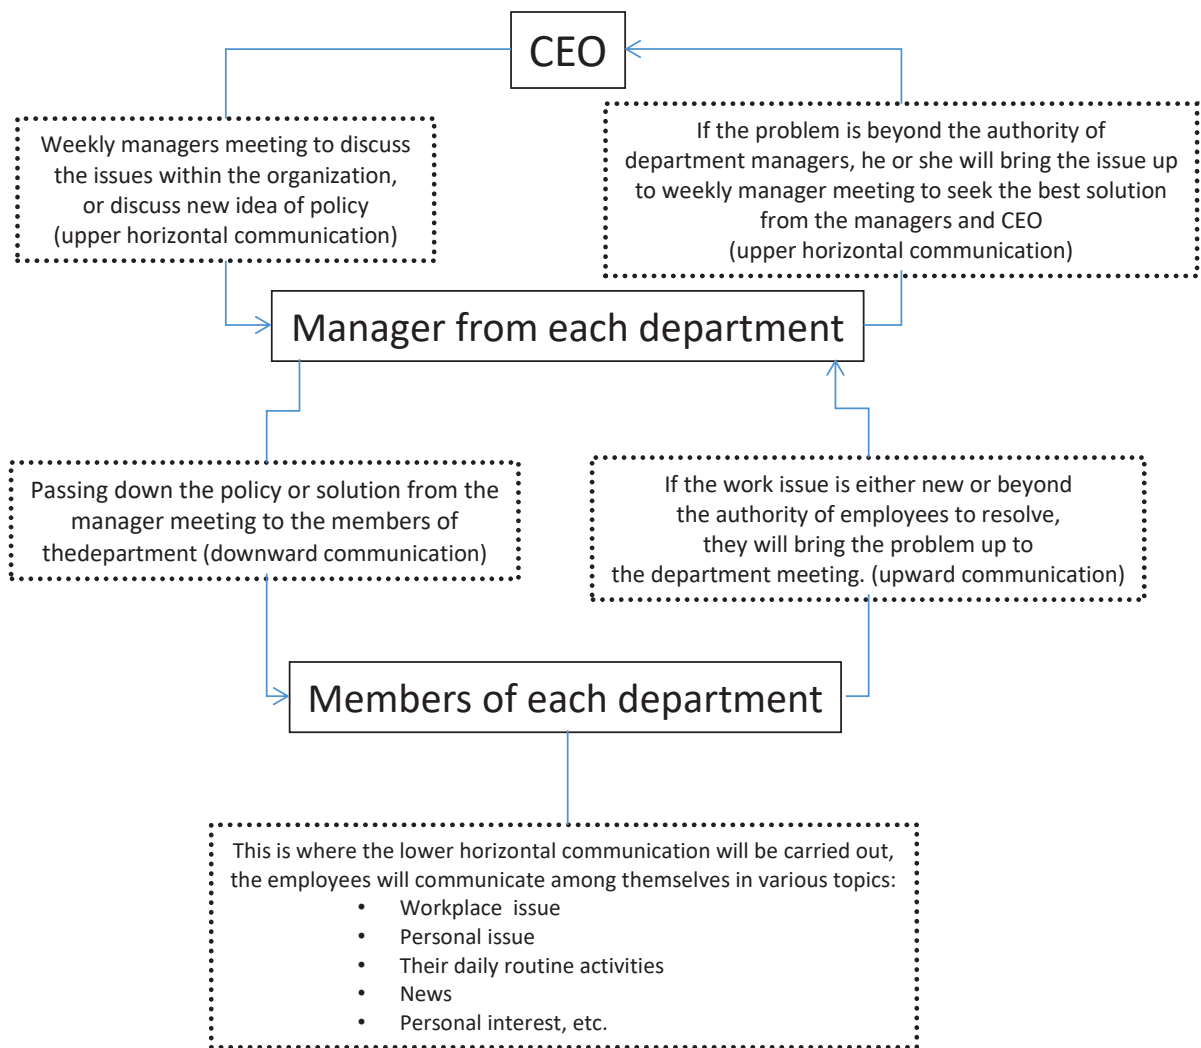 CEO
Weekly managers meeting to discuss
the issues within the organization,
or discuss new idea of policy
(upper horizontal communication)
If the problem is beyond the authority of
department managers, he or she will bring the issue up
to weekly manager meeting to seek the best solution
from the managers and CEO
(upper horizontal communication)
Manager from each department
Passing down the policy or solution from the
manager meeting to the members of
thedepartment (downward communication)
If the work issue is either new or beyond
the authority of employees to resolve,
they will bring the problem up to
the department meeting. (upward communication)
Members of each department
This is where the lower horizontal communication will be carried out,
the employees will communicate among themselves in various topics:
• Workplace issue
• Personal issue
• Their daily routine activities
• News
• Personal interest, etc.